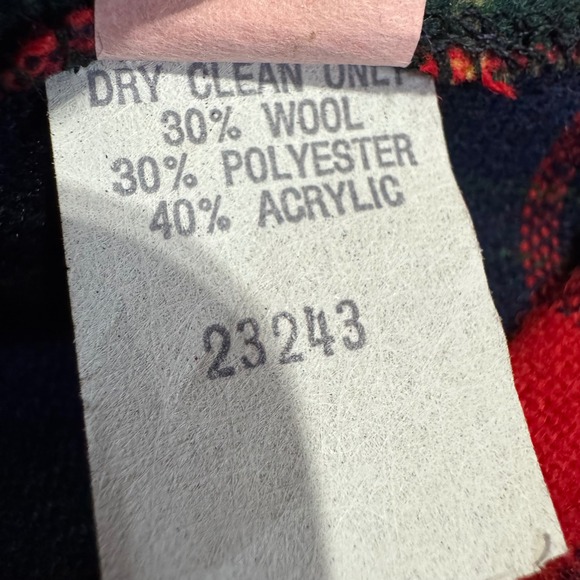 DRY CLEAN ONLY
30% WOOL
30% POLYESTER
40% ACRYLIC
23243